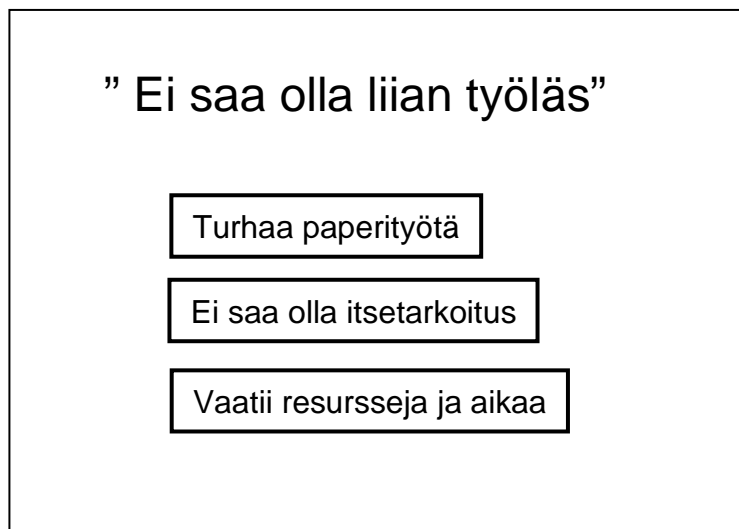 ” Ei saa olla liian työläs”
Turhaa paperityötä
Ei saa olla itsetarkoitus
Vaatii resursseja ja aikaa